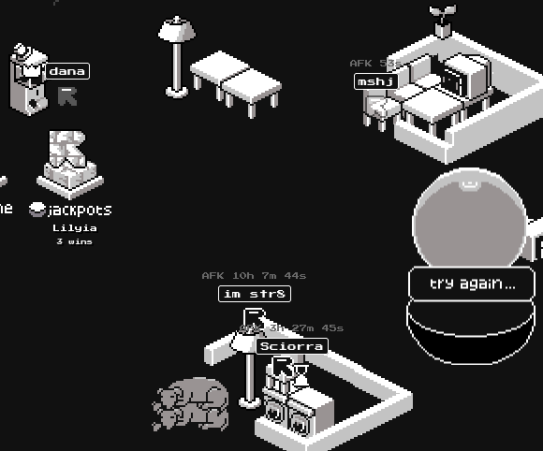 dana
AFK
mshj
jackpots
Lilyia
3 wins
try again...
AFK 10h 7m 44s
im str8
3h 27m 45s
Sciorra